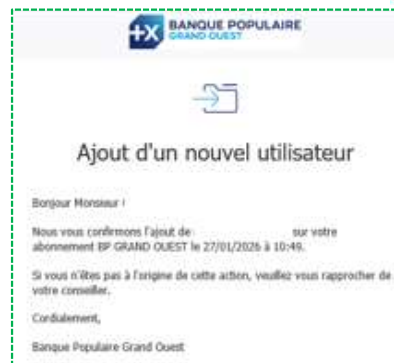 BANQUE POPULAIRE
GRAND OUEST
Ajout d'un nouvel utilisateur
Bonjour Monsieur !
Nous vous confirmons l'ajout de sur votre
abonnement BP GRAND OUEST le 27/01/2026 à 10:49.
Si vous n'êtes pas à l'origine de cette action, veuillez vous rapprocher de
votre conseiller.
Cordialement,
Banque Populaire Grand Ouest